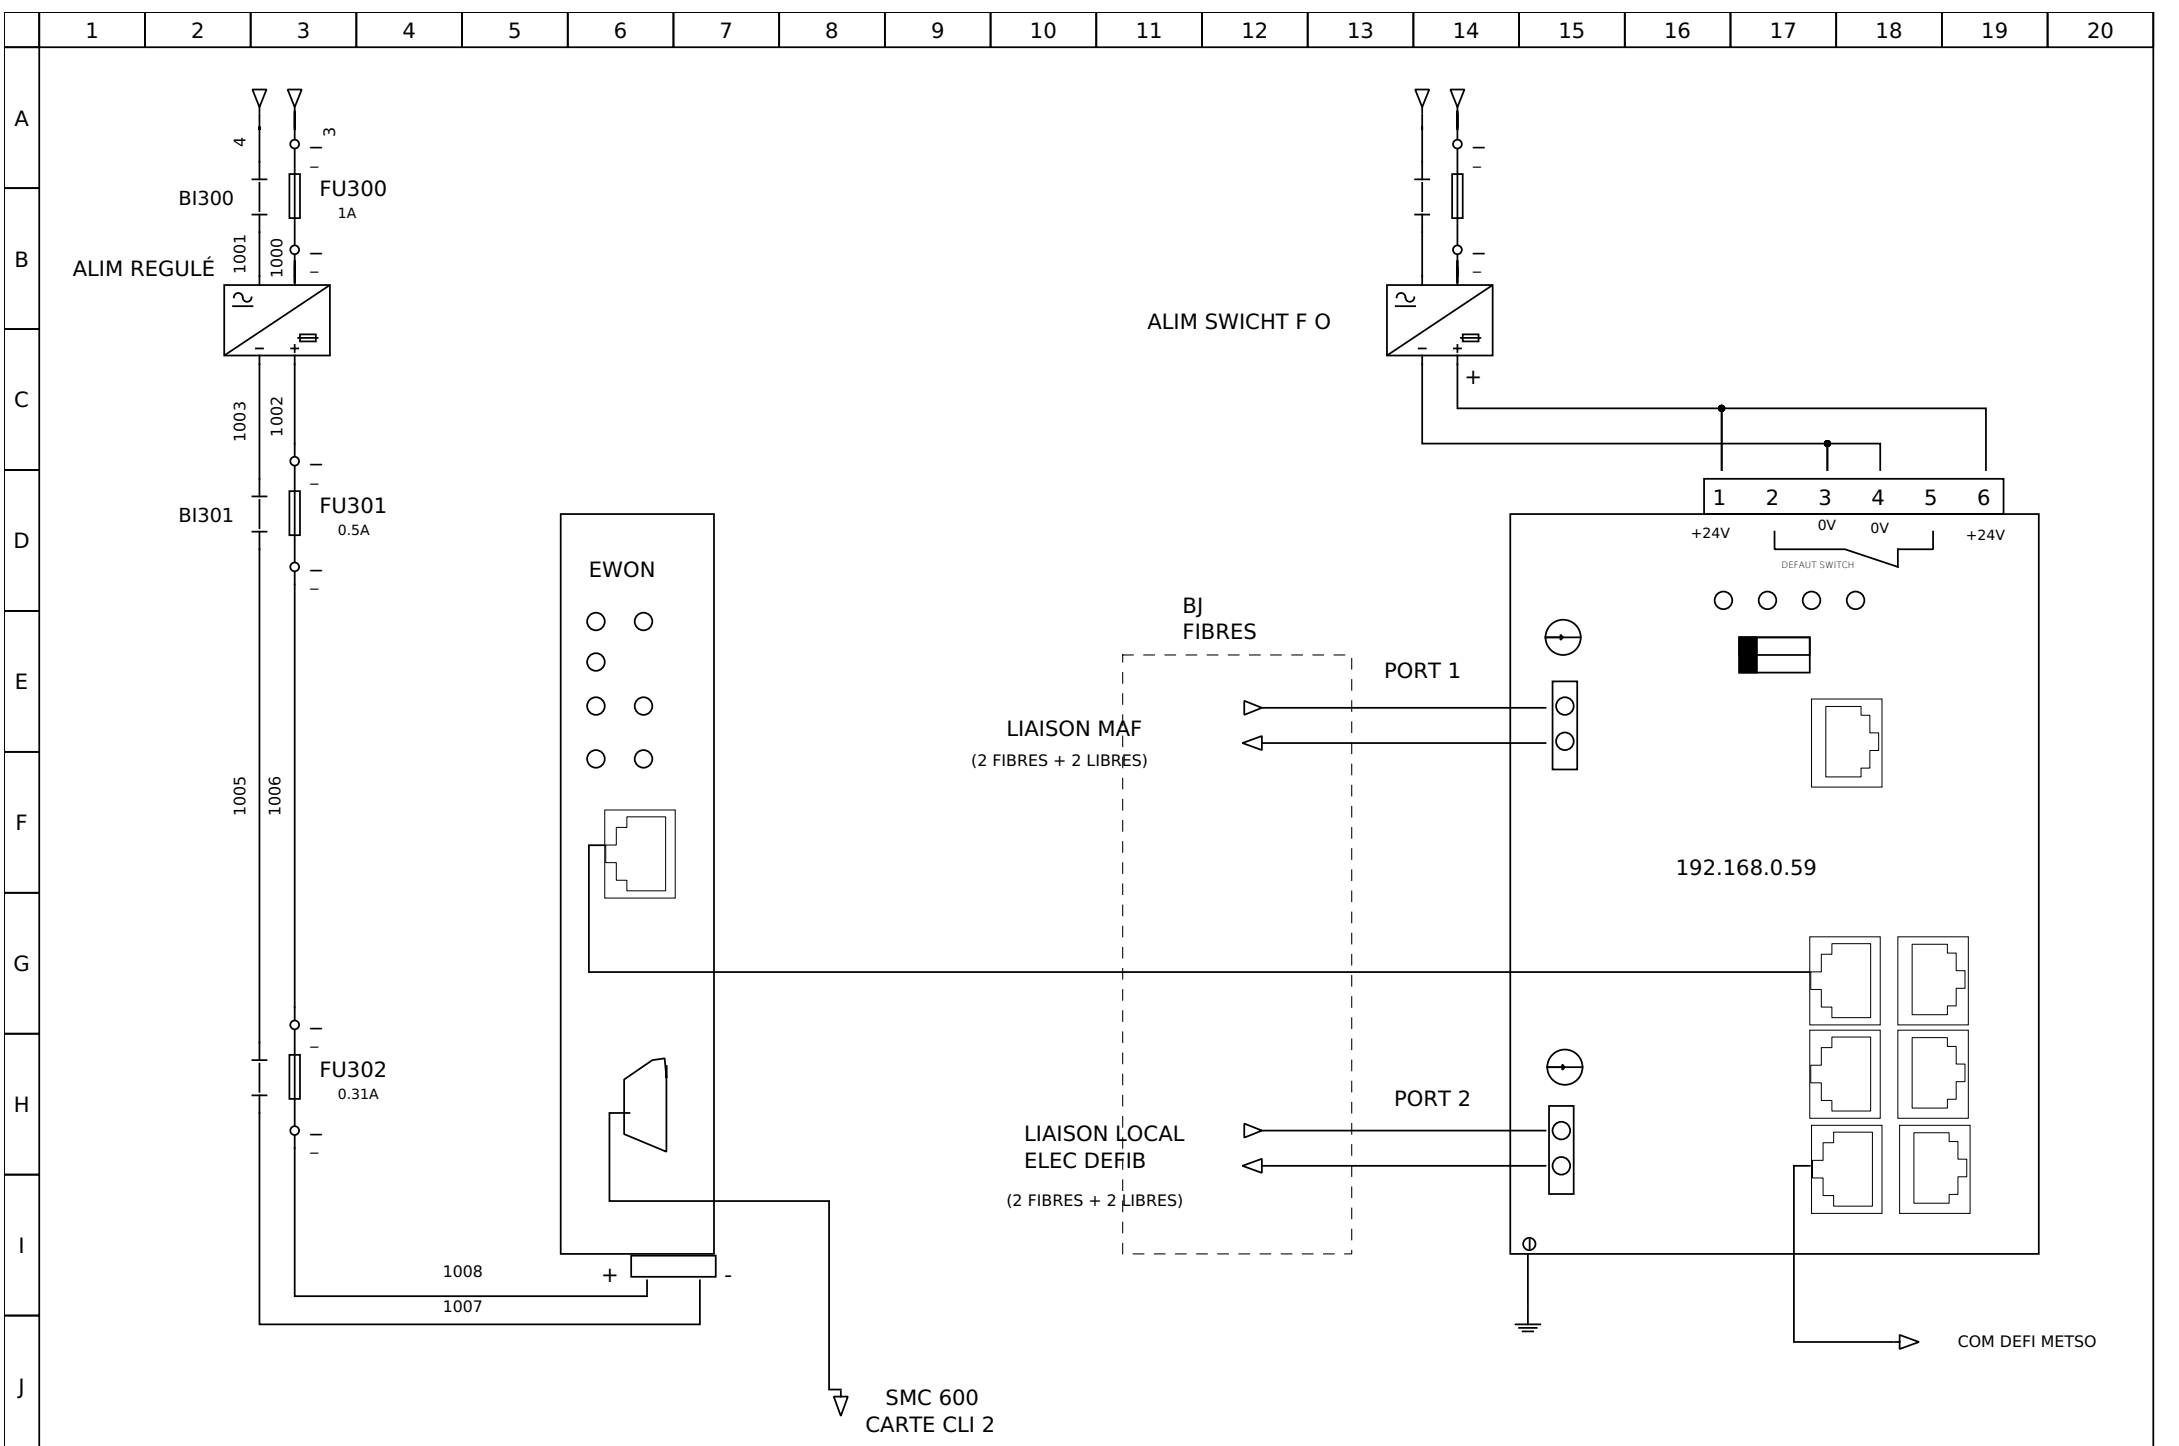 1 2 3 4 5 6 7 8 9 10 11 12 13 14 15 16 17 18 19 20
A
4
3
BI300
FU300
1A
B
1001
1000
ALIM REGULÉ
ALIM SWICHT F O
- +
- +
+
C
1003
1002
BI301
FU301
0.5A
D
1 2 3 4 5 6
+24V
0V
0V
+24V
DEFAUT SWITCH
EWON
BJ
FIBRES
E
PORT 1
LIAISON MAF
(2 FIBRES + 2 LIBRES)
1005
1006
F
192.168.0.59
G
FU302
0.31A
H
PORT 2
LIAISON LOCAL
ELEC DEFIB
(2 FIBRES + 2 LIBRES)
I
1008
+ -
1007
COM DEFI METSO
J
SMC 600
CARTE CLI 2